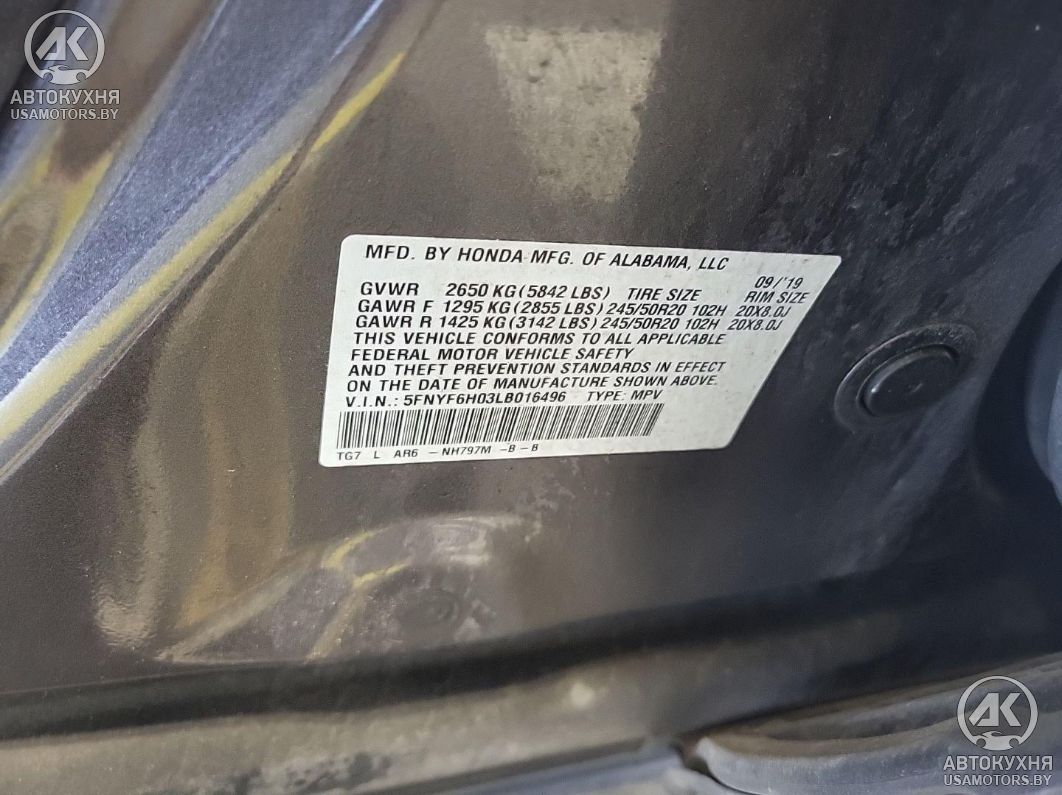 AK
АВТОКУХНЯ
USAMOTORS.BY
MFD. BY HONDA MFG. OF ALABAMA, LLC
09/'19
GVWR 2650 KG (5842 LBS) TIRE SIZE RIM SIZE
GAWR F 1295 KG (2855 LBS) 245/50R20 102H 20X8.0J
GAWR R 1425 KG (3142 LBS) 245/50R20 102H 20X8.0J
THIS VEHICLE CONFORMS TO ALL APPLICABLE
FEDERAL MOTOR VEHICLE SAFETY
AND THEFT PREVENTION STANDARDS IN EFFECT
ON THE DATE OF MANUFACTURE SHOWN ABOVE.
V.I.N.: 5FNYF6H03LB016496 TYPE: MPV
TG7 L AR6 -NH797M -B-B
AK
АВТОКУХНЯ
USAMOTORS.BY